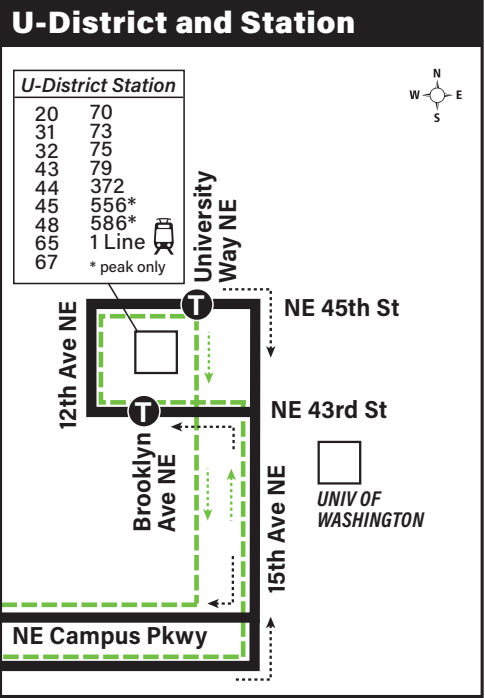 U-District and Station
N
W E
S
U-District Station
20 70
31 73
32 75
43 79
44 372
45 556*
48 586*
65 1 Line
67 * peak only
University
Way NE
T
NE 45th St
12th Ave NE
T
NE 43rd St
Brooklyn
Ave NE
15th Ave NE
UNIV OF
WASHINGTON
NE Campus Pkwy